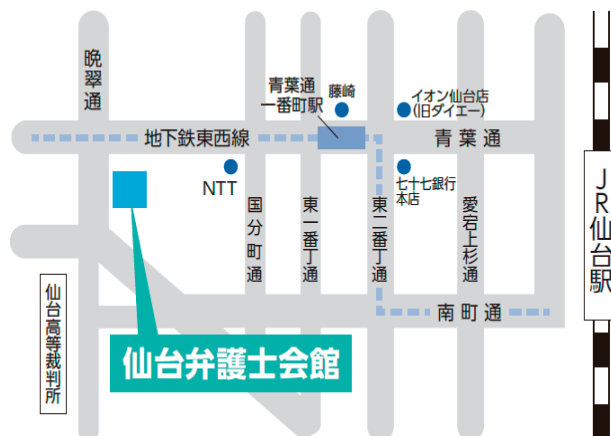 晩翠通
青葉通
一番町駅
藤崎
イオン仙台店
(旧ダイエー)
地下鉄東西線
青葉通
NTT
七十七銀行
本店
国分町通
東一番丁通
東二番丁通
愛宕上杉通
JR仙台駅
仙台高等裁判所
南町通
仙台弁護士会館